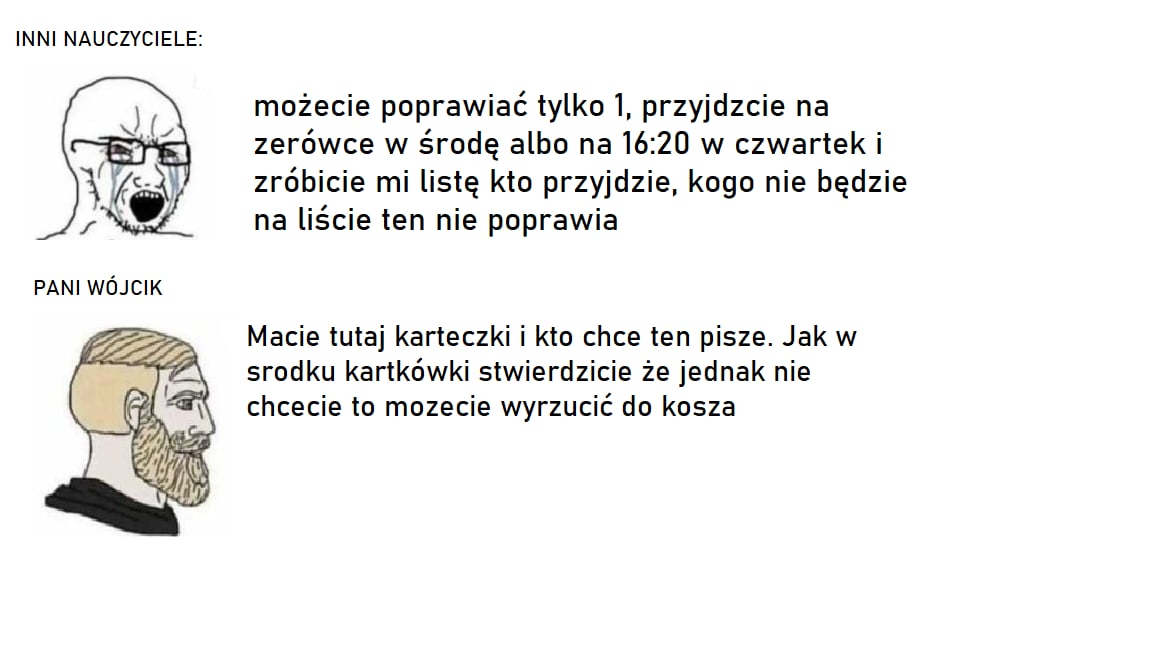 INNI NAUCZYCIELE:
możecie poprawiać tylko 1, przyjdzcie na
zerówce w środę albo na 16:20 w czwartek i
zróbicie mi listę kto przyjdzie, kogo nie będzie
na liście ten nie poprawia
PANI WÓJCIK
Macie tutaj karteczki i kto chce ten pisze. Jak w
srodku kartkówki stwierdzicie że jednak nie
chcecie to mozecie wyrzucić do kosza